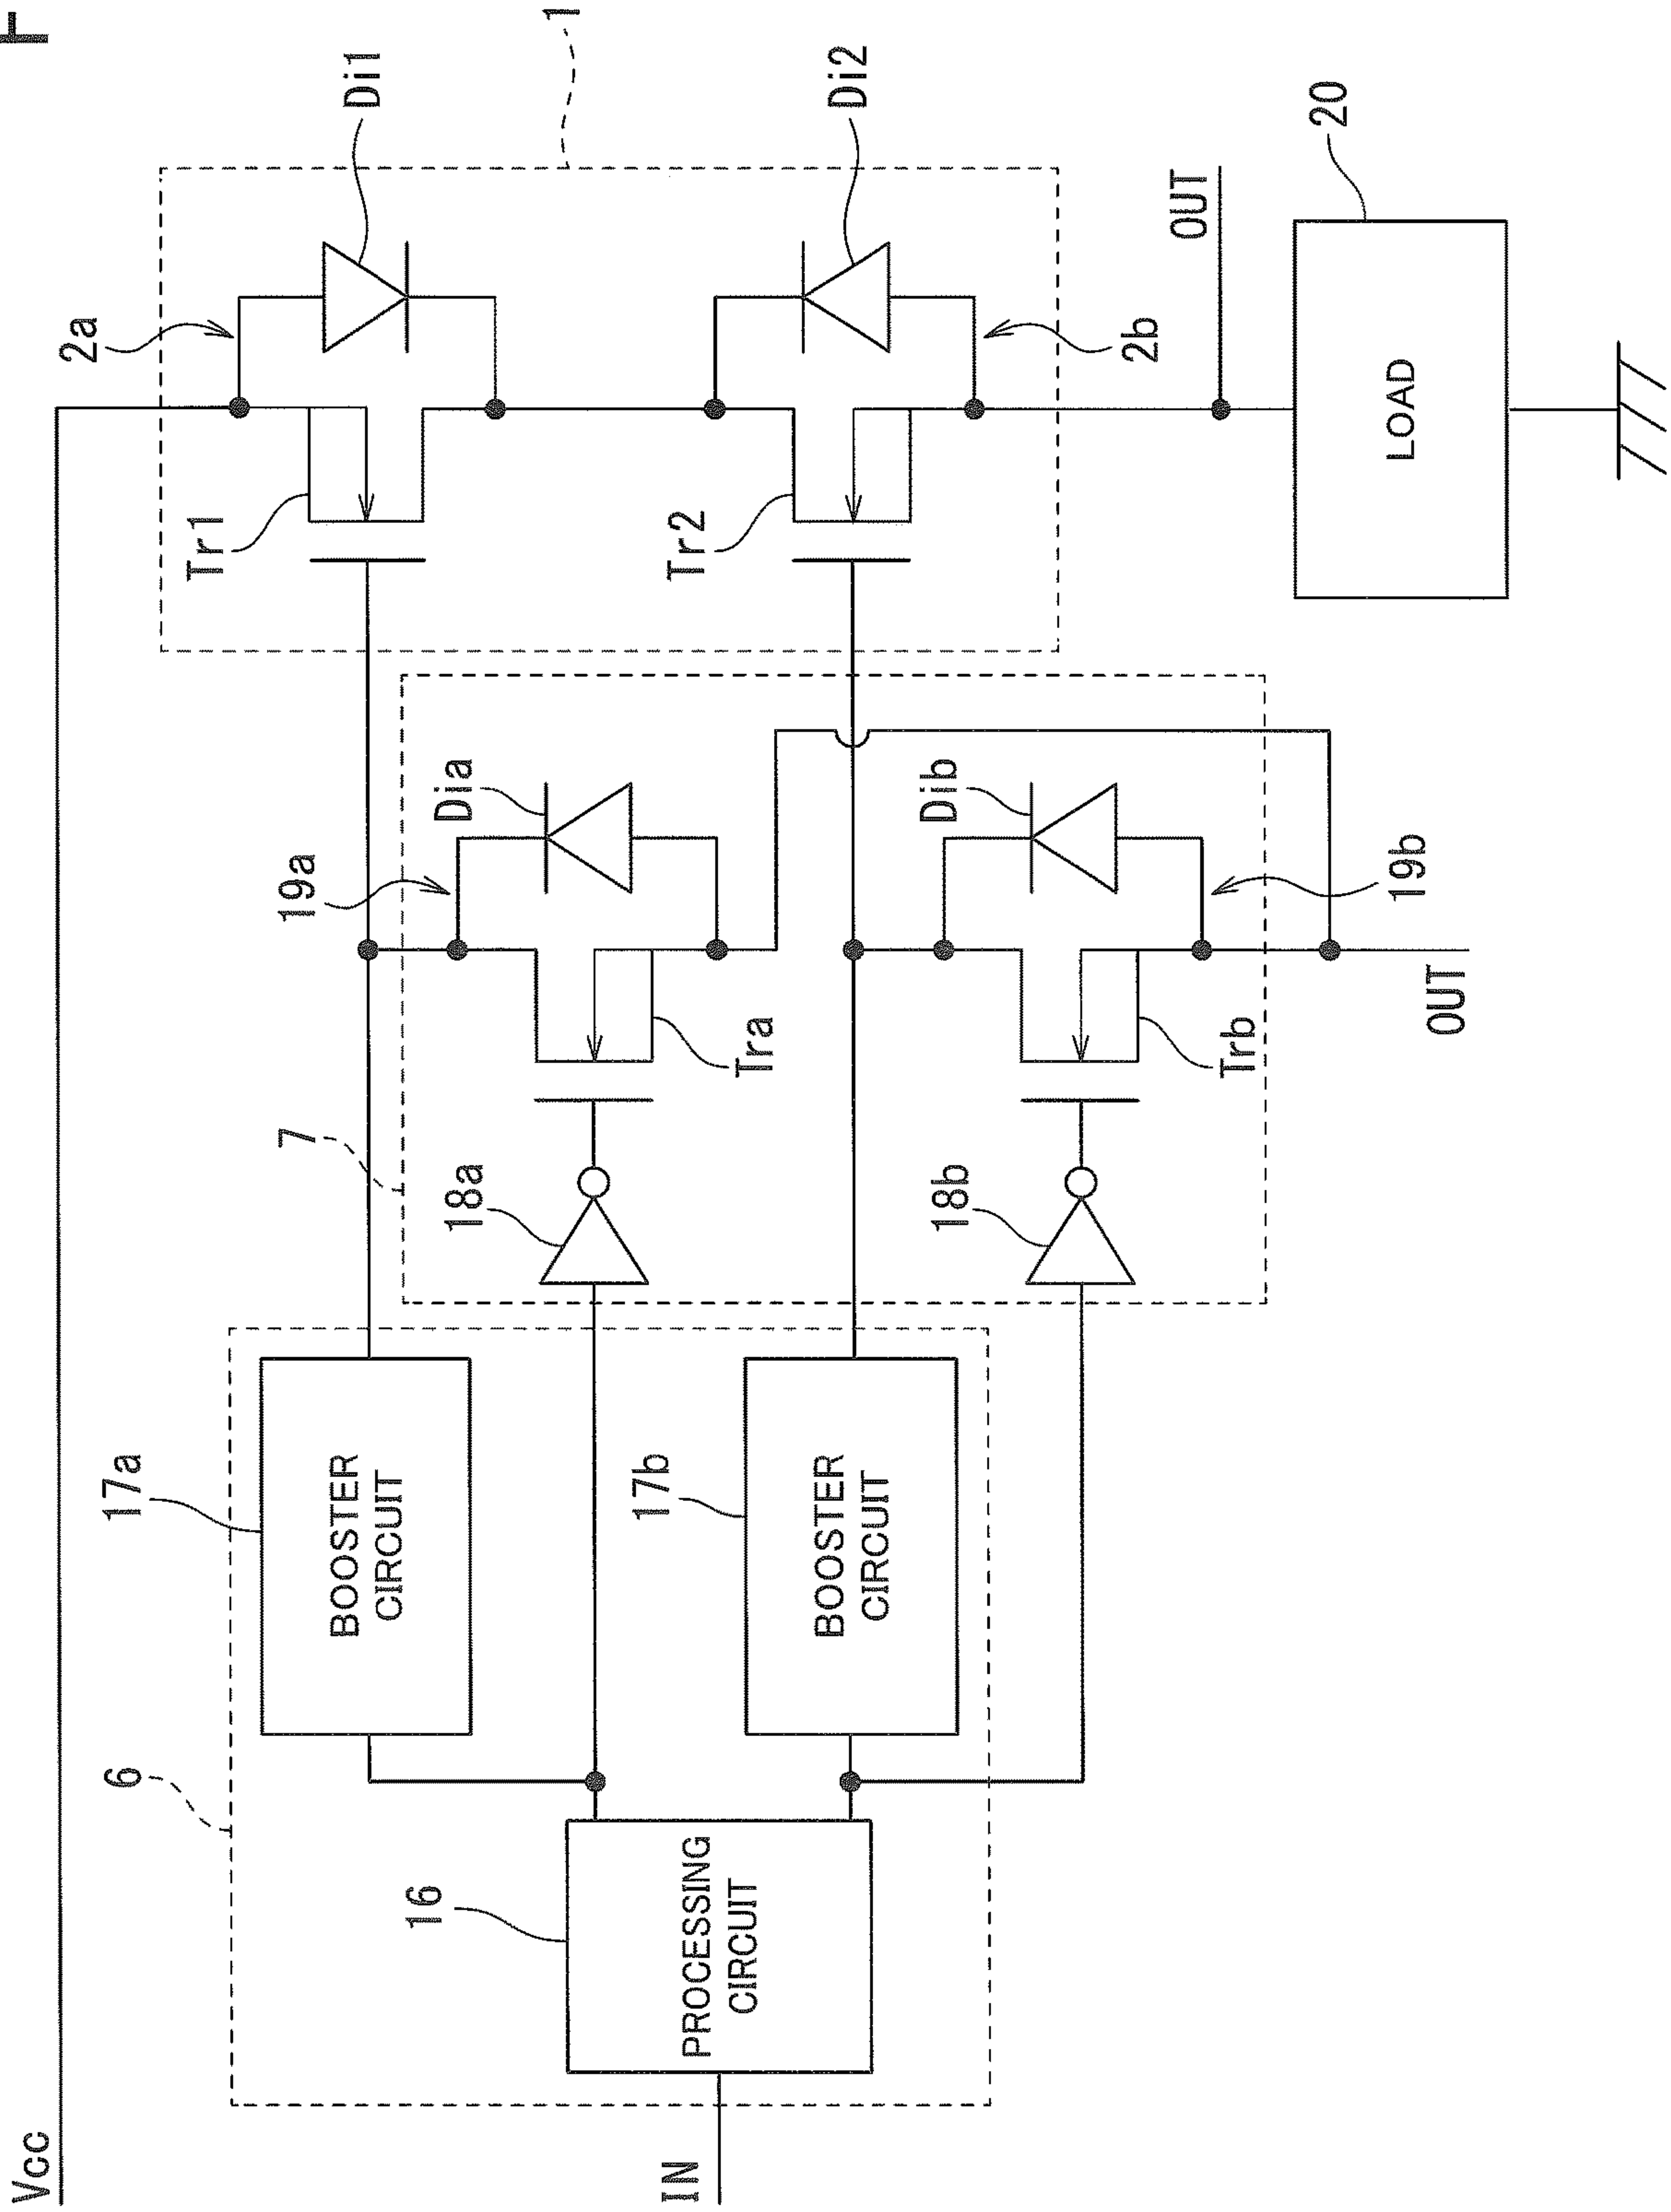 Vcc
IN
6
16
PROCESSING
CIRCUIT
17a
BOOSTER
CIRCUIT
17b
BOOSTER
CIRCUIT
7
18a
18b
19a
Dia
Tra
Dib
19b
Trb
OUT
1
2a
Di1
Tr1
Di2
2b
Tr2
OUT
20
LOAD